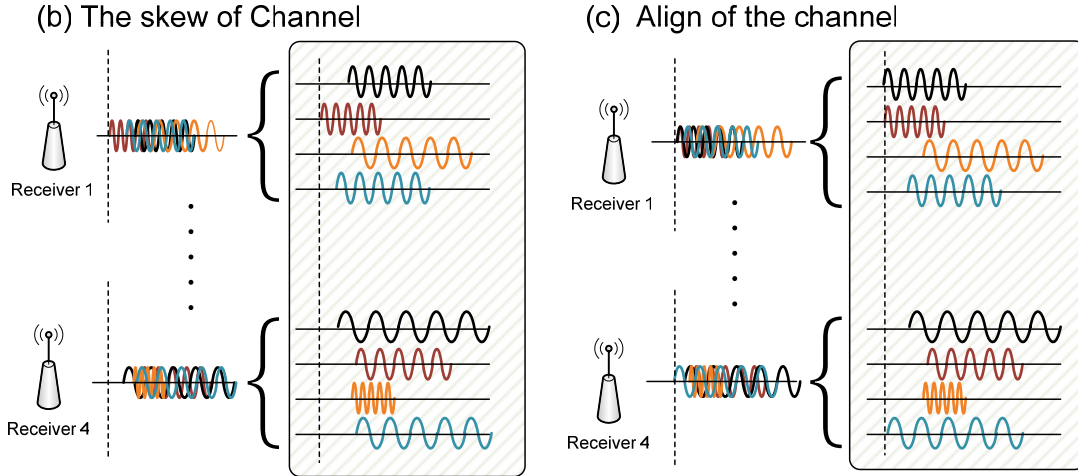 (b) The skew of Channel
(c) Align of the channel
Receiver 1
Receiver 1
Receiver 4
Receiver 4